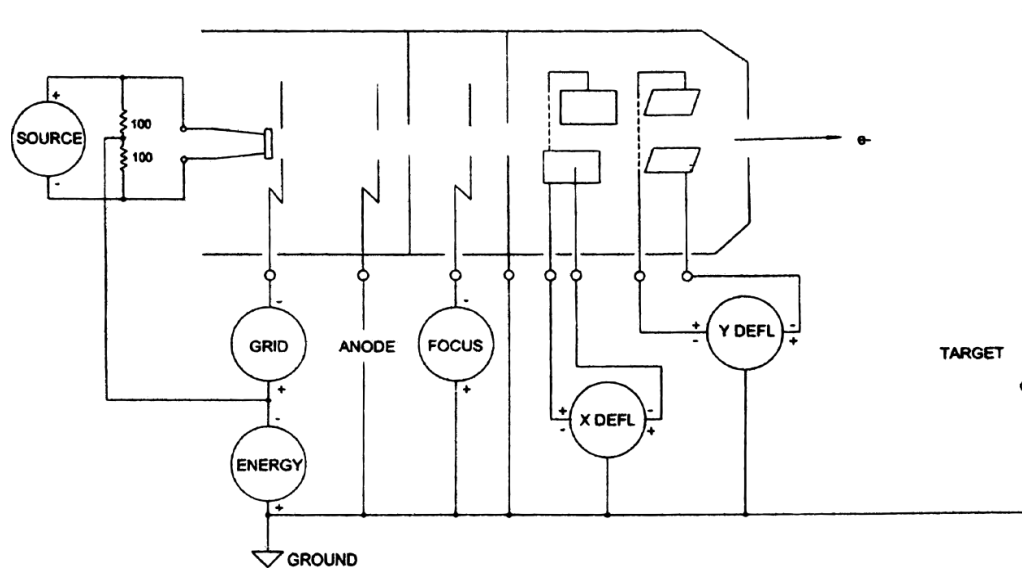 +
SOURCE
-
100
100
e-
-
GRID
+
ANODE
-
FOCUS
+
+
-
X DEFL
-
+
+
-
Y DEFL
-
+
TARGET
-
ENERGY
+
GROUND